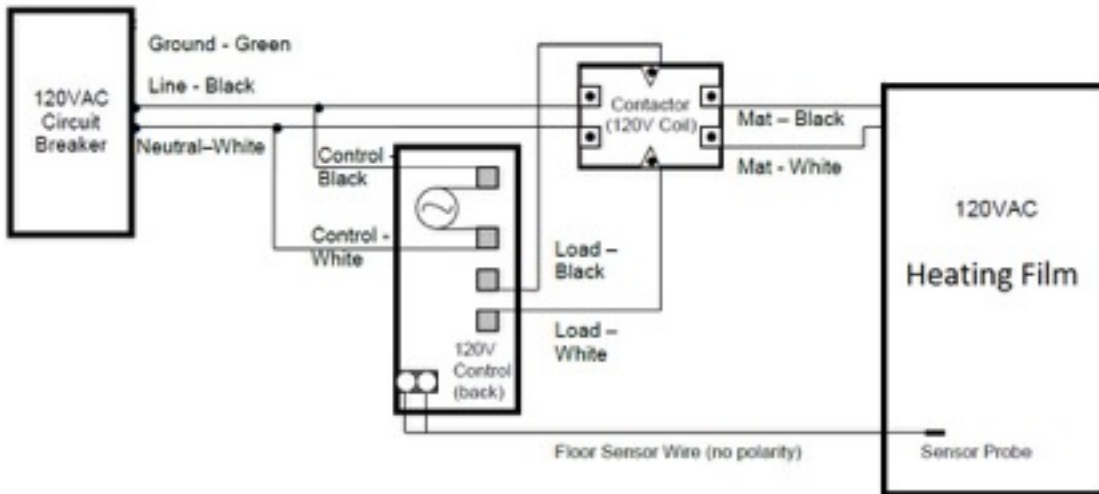 120VAC
Circuit
Breaker
Ground - Green
Line - Black
Neutral–White
Control -
Black
Control -
White
120V
Control
(back)
Contactor
(120V Coil)
Mat – Black
Mat - White
Load –
Black
Load –
White
120VAC
Heating Film
Floor Sensor Wire (no polarity)
Sensor Probe